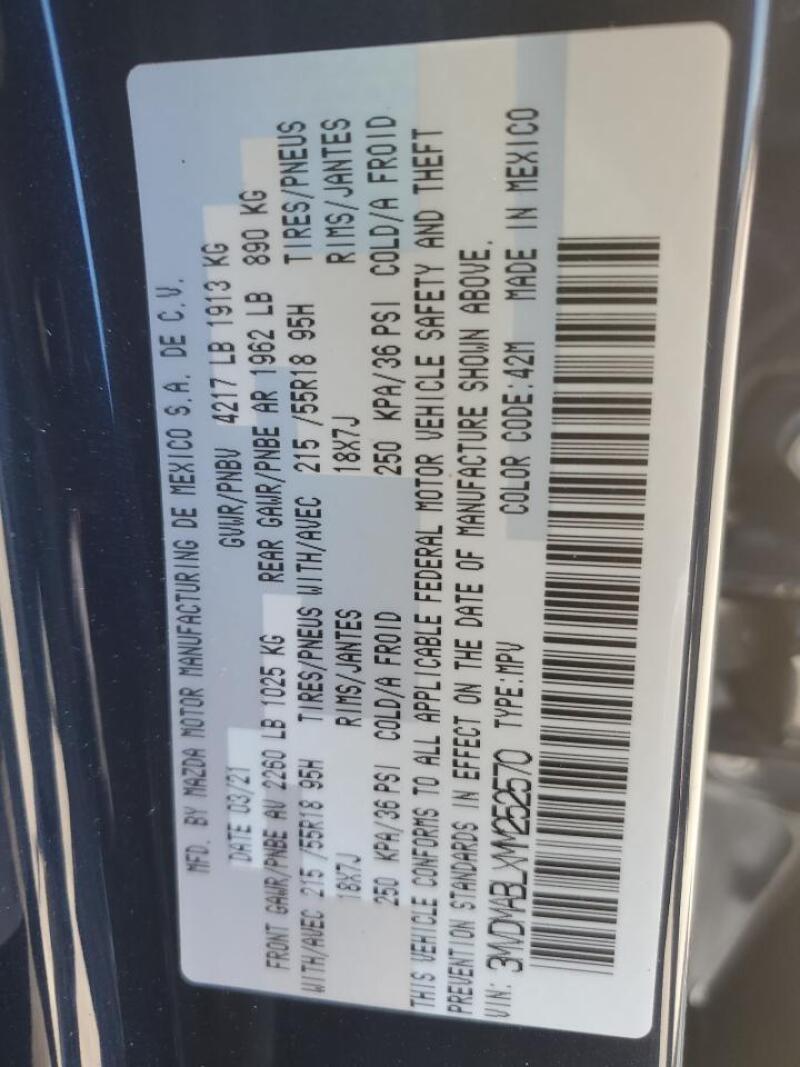 MFD. BY MAZDA MOTOR MANUFACTURING DE MEXICO S.A. DE C.V.
DATE 03/21 GVWR/PNBV 4217 LB 1913 KG
FRONT GAWR/PNBE AV 2260 LB 1025 KG REAR GAWR/PNBE AR 1962 LB 890 KG
WITH/AVEC 215 /55R18 95H TIRES/PNEUS WITH/AVEC 215 /55R18 95H TIRES/PNEUS
18X7J RIMS/JANTES 18X7J RIMS/JANTES
250 KPA/36 PSI COLD/A FROID 250 KPA/36 PSI COLD/A FROID
THIS VEHICLE CONFORMS TO ALL APPLICABLE FEDERAL MOTOR VEHICLE SAFETY AND THEFT
PREVENTION STANDARDS IN EFFECT ON THE DATE OF MANUFACTURE SHOWN ABOVE.
VIN: 3MVDMABLXMM252570 TYPE:MPV COLOR CODE:42M MADE IN MEXICO